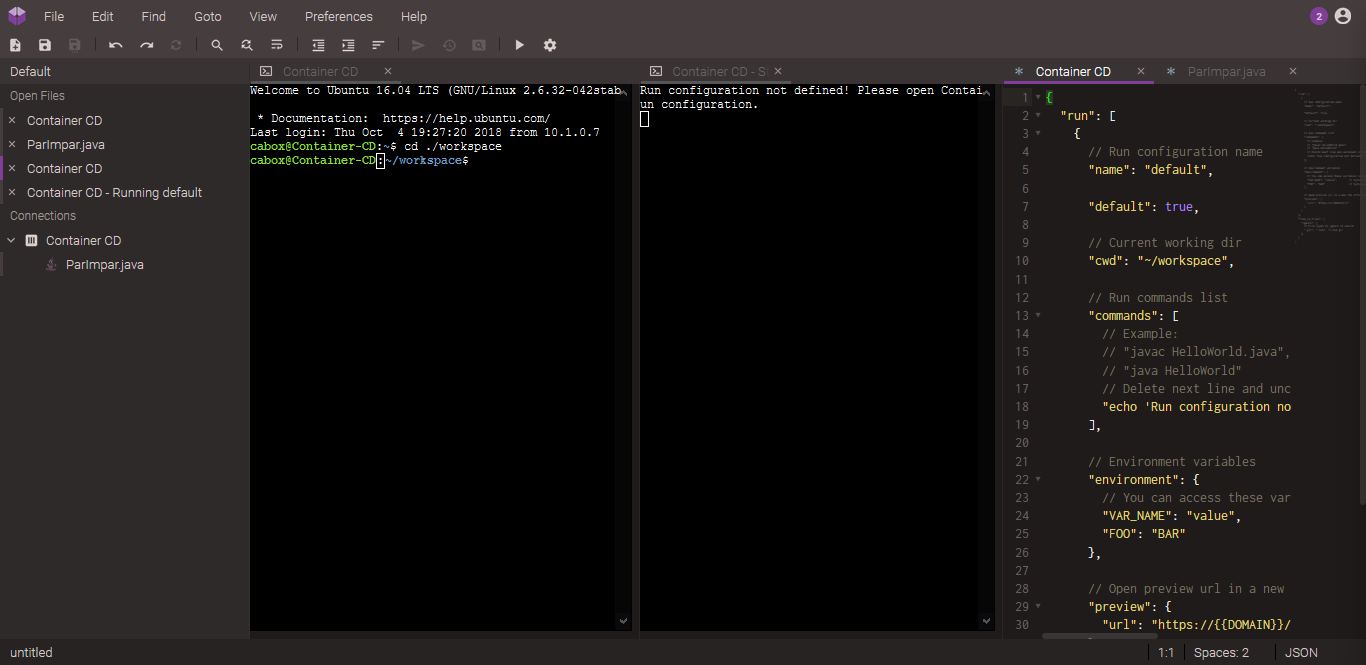 File Edit Find Goto View Preferences Help
2
Default
Open Files
Container CD
ParImpar.java
Container CD
Container CD - Running default
Connections
Container CD
ParImpar.java
Container CD
Welcome to Ubuntu 16.04 LTS (GNU/Linux 2.6.32-042stab
* Documentation:  https://help.ubuntu.com/
Last login: Thu Oct  4 19:27:20 2018 from 10.1.0.7
cabox@Container-CD:~$ cd ./workspace
cabox@Container-CD:~/workspace$
Container CD - S
Run configuration not defined! Please open Contai
un configuration.
Container CD
ParImpar.java
1 {
2 "run": [
3 {
4 // Run configuration name
5 "name": "default",
6
7 "default": true,
8
9 // Current working dir
10 "cwd": "~/workspace",
11
12 // Run commands list
13 "commands": [
14 // Example:
15 // "javac HelloWorld.java",
16 // "java HelloWorld"
17 // Delete next line and unc
18 "echo 'Run configuration no
19 ],
20
21 // Environment variables
22 "environment": {
23 // You can access these var
24 "VAR_NAME": "value",
25 "FOO": "BAR"
26 },
27
28 // Open preview url in a new
29 "preview": {
30 "url": "https://{{DOMAIN}}/
untitled
1:1 Spaces: 2 JSON